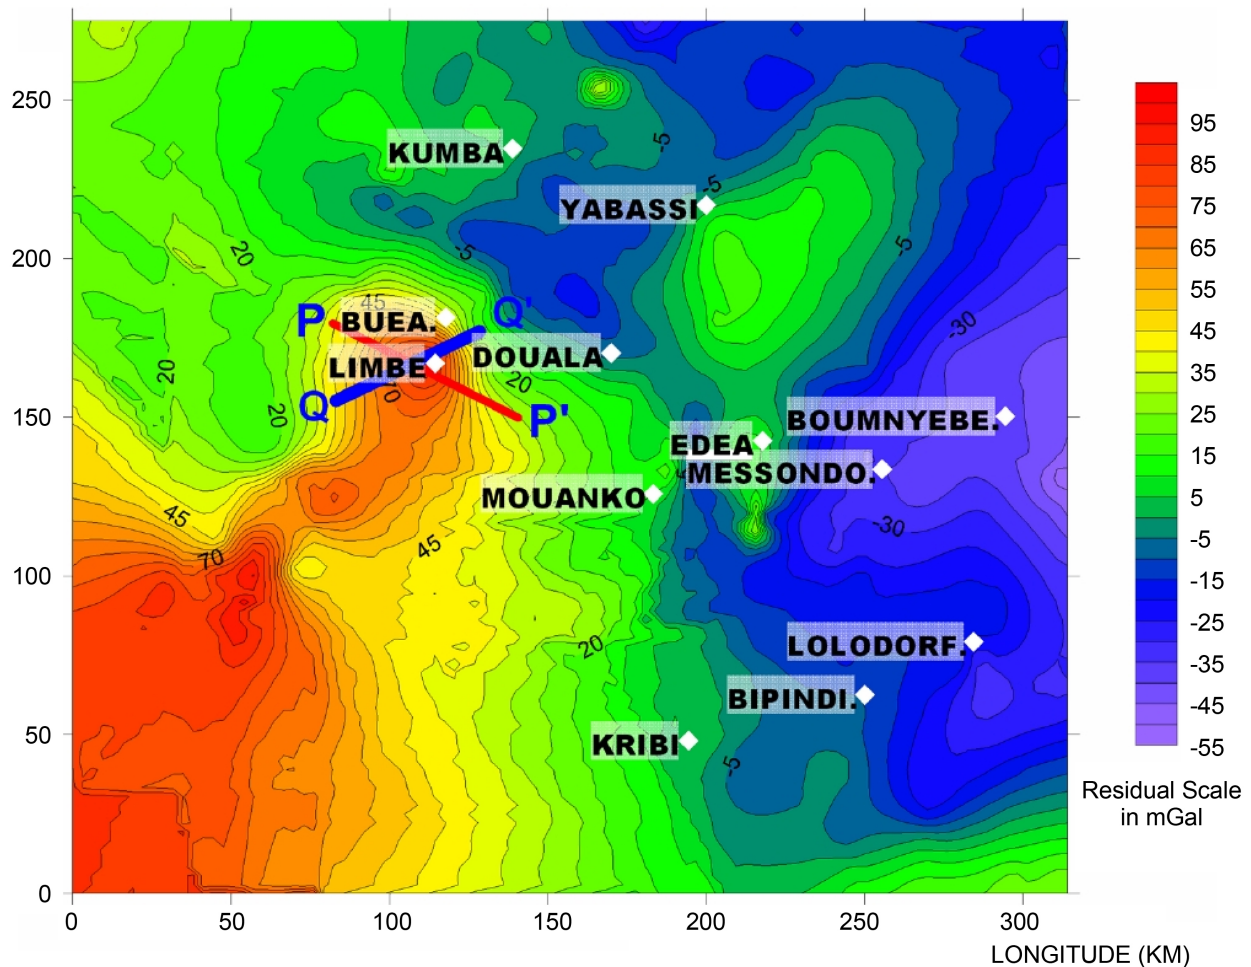 250
200
150
100
50
0
0
50
100
150
200
250
300
LONGITUDE (KM)
KUMBA
YABASSI
BUEA.
LIMBE
DOUALA
BOUMNYEBE.
EDEA
MESSONDO.
MOUANKO
LOLODORF.
BIPINDI.
KRIBI
P
Q'
Q
P'
-5
-5
-5
-5
20
45
-30
20
20
20
45
70
45
-30
20
-5
95
85
75
65
45
45
35
25
15
5
-5
-15
-25
-35
-45
-55
Residual Scale
in mGal